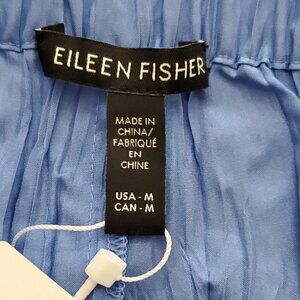 EILEEN FISHER
MADE IN
CHINA/
FABRIQUÉ
EN
CHINE
USA - M
CAN - M